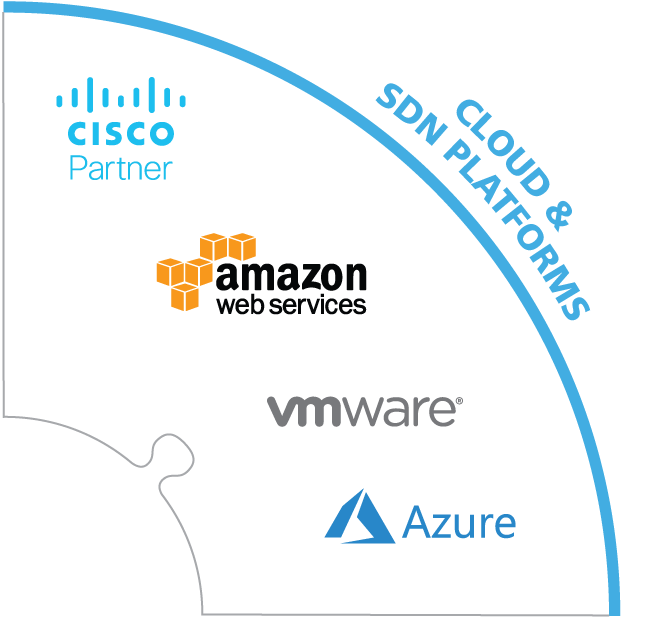 CLOUD &
SDN PLATFORMS
CISCO
Partner
amazon
web services
vmware®
Azure